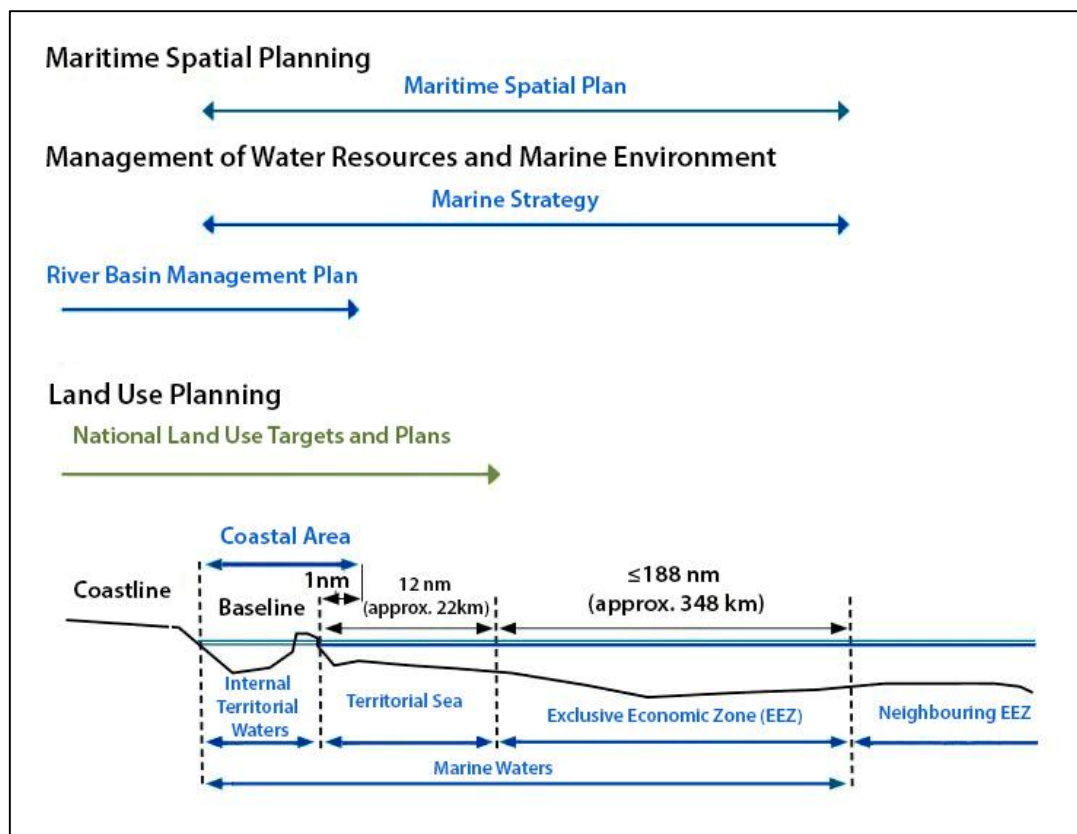 Maritime Spatial Planning
Maritime Spatial Plan
Management of Water Resources and Marine Environment
Marine Strategy
River Basin Management Plan
Land Use Planning
National Land Use Targets and Plans
Coastal Area
Coastline
Baseline
1nm
12 nm
(approx. 22km)
≤188 nm
(approx. 348 km)
Internal
Territorial
Waters
Territorial Sea
Exclusive Economic Zone (EEZ)
Neighbouring EEZ
Marine Waters